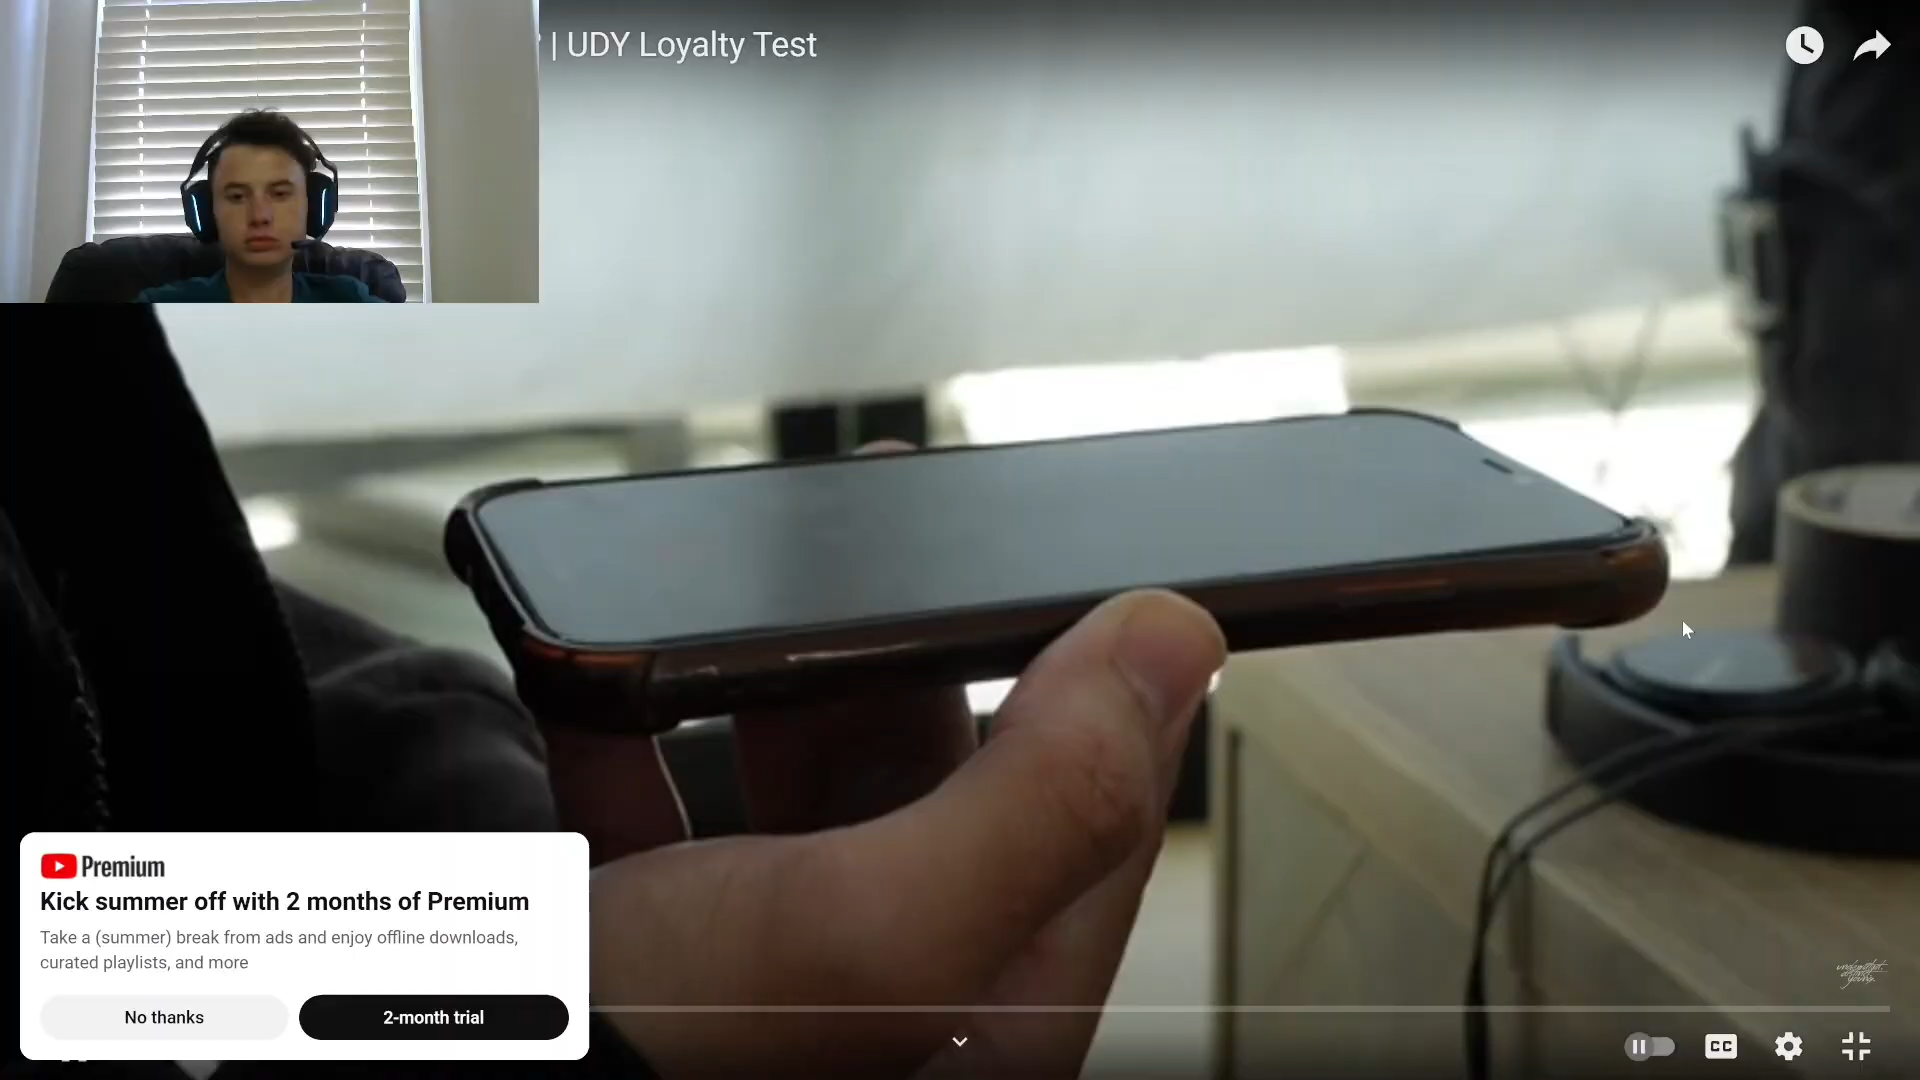 | UDY Loyalty Test
Premium
Kick summer off with 2 months of Premium
Take a (summer) break from ads and enjoy offline downloads,
curated playlists, and more
No thanks
2-month trial
CC